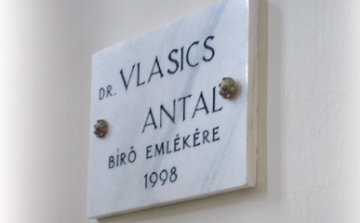 DR. VLASICS
ANTAL
BÍRÓ EMLÉKÉRE
1998